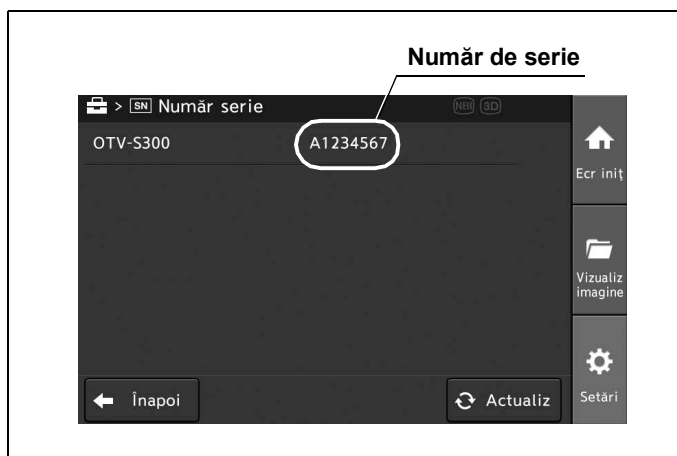 Număr de serie
> SN Număr serie
NBI 3D
OTV-S300 A1234567
Ecr iniț
Vizualiz
imagine
Setări
Înapoi
Actualiz